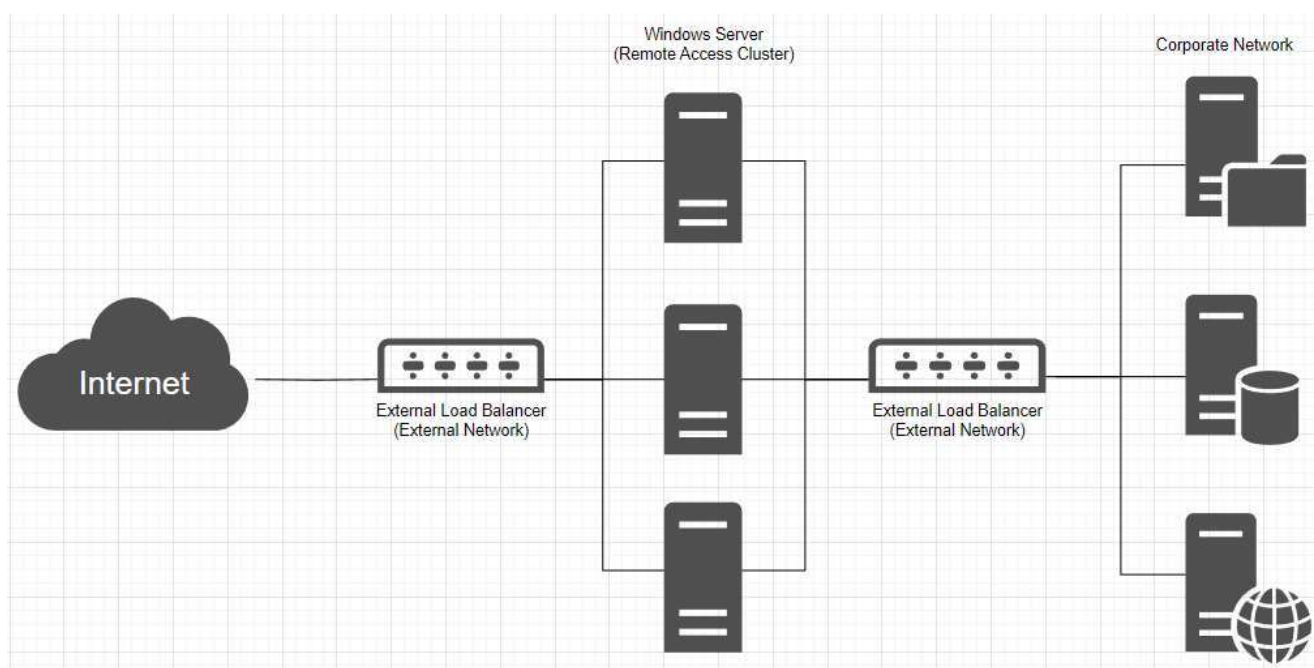 Windows Server
(Remote Access Cluster)
Corporate Network
Internet
External Load Balancer
(External Network)
External Load Balancer
(External Network)